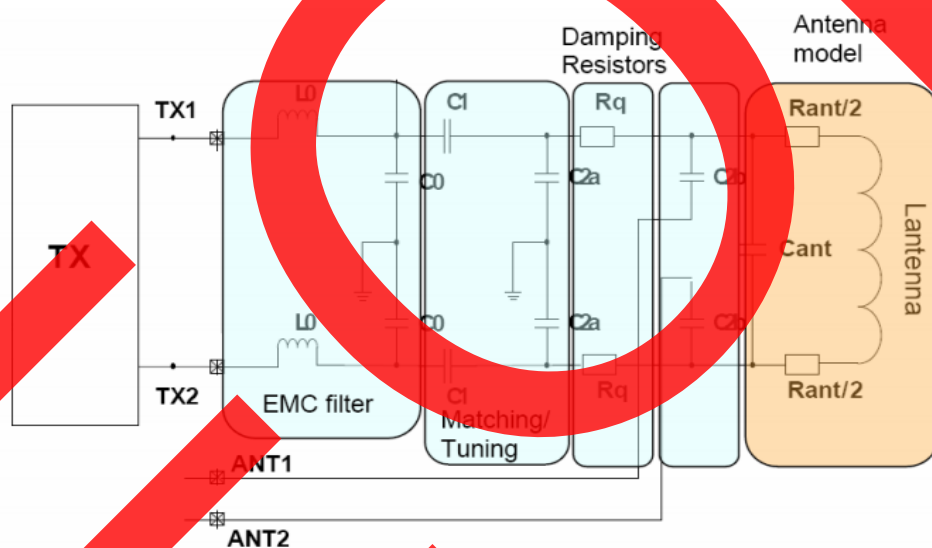 Antenna
model
Damping
Resistors
TX1
L0
C1
Rq
Rant/2
C0
C2a
C2b
TX
Cant
Lantenna
L0
C0
C2a
C2b
TX2
EMC filter
C1
Rq
Rant/2
Matching/
Tuning
ANT1
ANT2